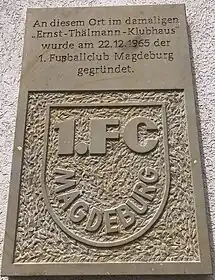 An diesem Ort im damaligen
„Ernst-Thälmann-Klubhaus"
wurde am 22.12.1965 der
1. Fußballclub Magdeburg
gegründet.
1.FC
MAGDEBURG